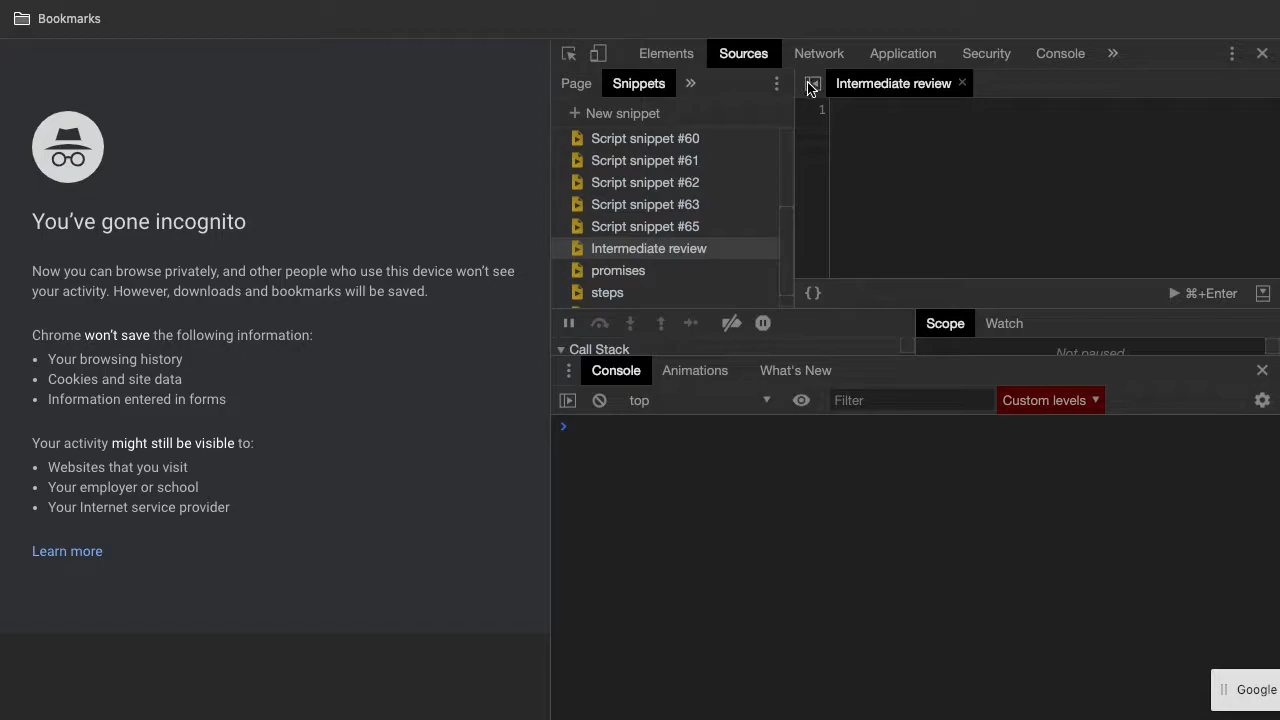 Bookmarks
Elements
Sources
Network
Application
Security
Console
Page
Snippets
Intermediate review
New snippet
1
Script snippet #60
Script snippet #61
Script snippet #62
Script snippet #63
Script snippet #65
Intermediate review
promises
steps
{}
⌘+Enter
Scope
Watch
Call Stack
Not paused
Console
Animations
What's New
top
Filter
Custom levels
You've gone incognito
Now you can browse privately, and other people who use this device won't see
your activity. However, downloads and bookmarks will be saved.
Chrome won't save the following information:
• Your browsing history
• Cookies and site data
• Information entered in forms
Your activity might still be visible to:
• Websites that you visit
• Your employer or school
• Your Internet service provider
Learn more
Google